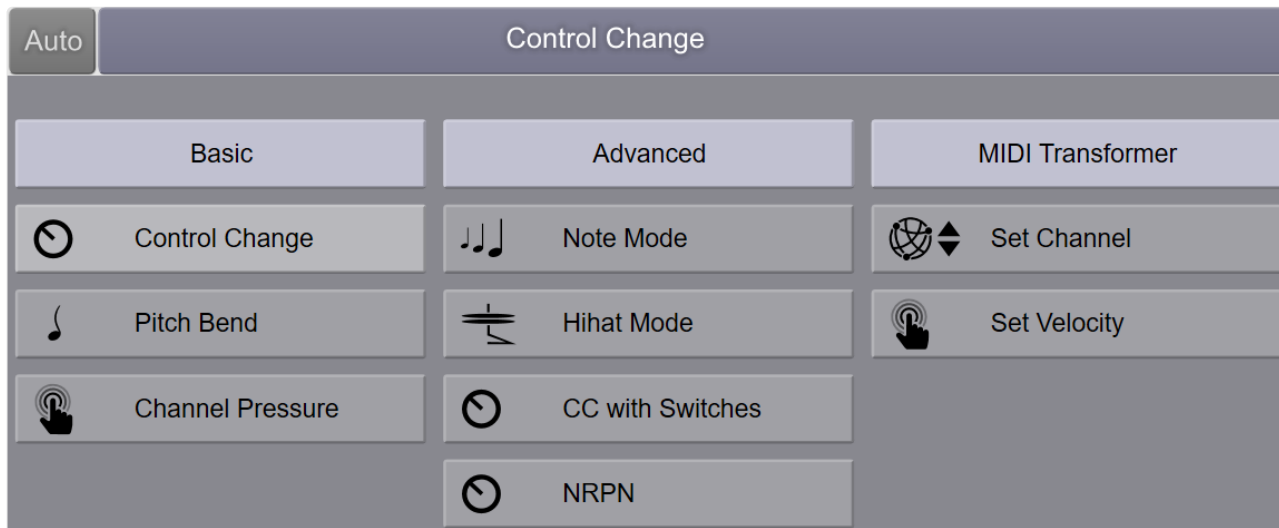 Auto
Control Change
Basic
Advanced
MIDI Transformer
Control Change
Note Mode
Set Channel
Pitch Bend
Hihat Mode
Set Velocity
Channel Pressure
CC with Switches
NRPN